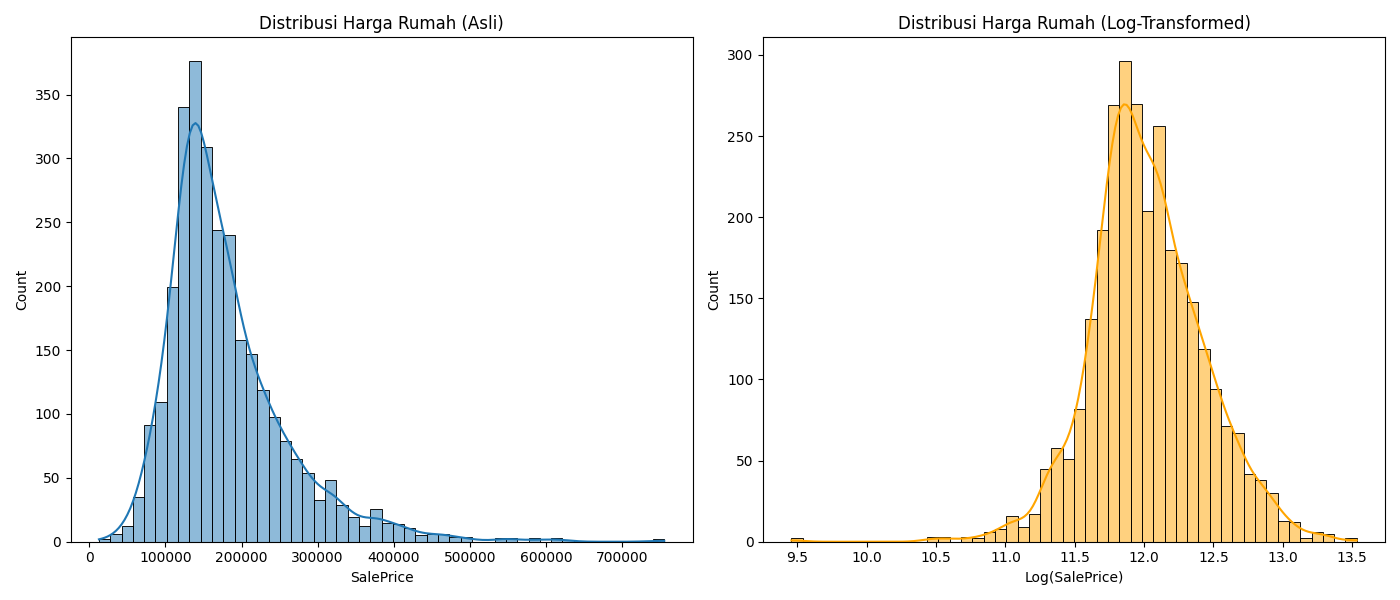 Distribusi Harga Rumah (Asli)
350
300
250
200
150
100
50
0
Count
0 100000 200000 300000 400000 500000 600000 700000
SalePrice
Distribusi Harga Rumah (Log-Transformed)
300
250
200
150
100
50
0
Count
9.5 10.0 10.5 11.0 11.5 12.0 12.5 13.0 13.5
Log(SalePrice)